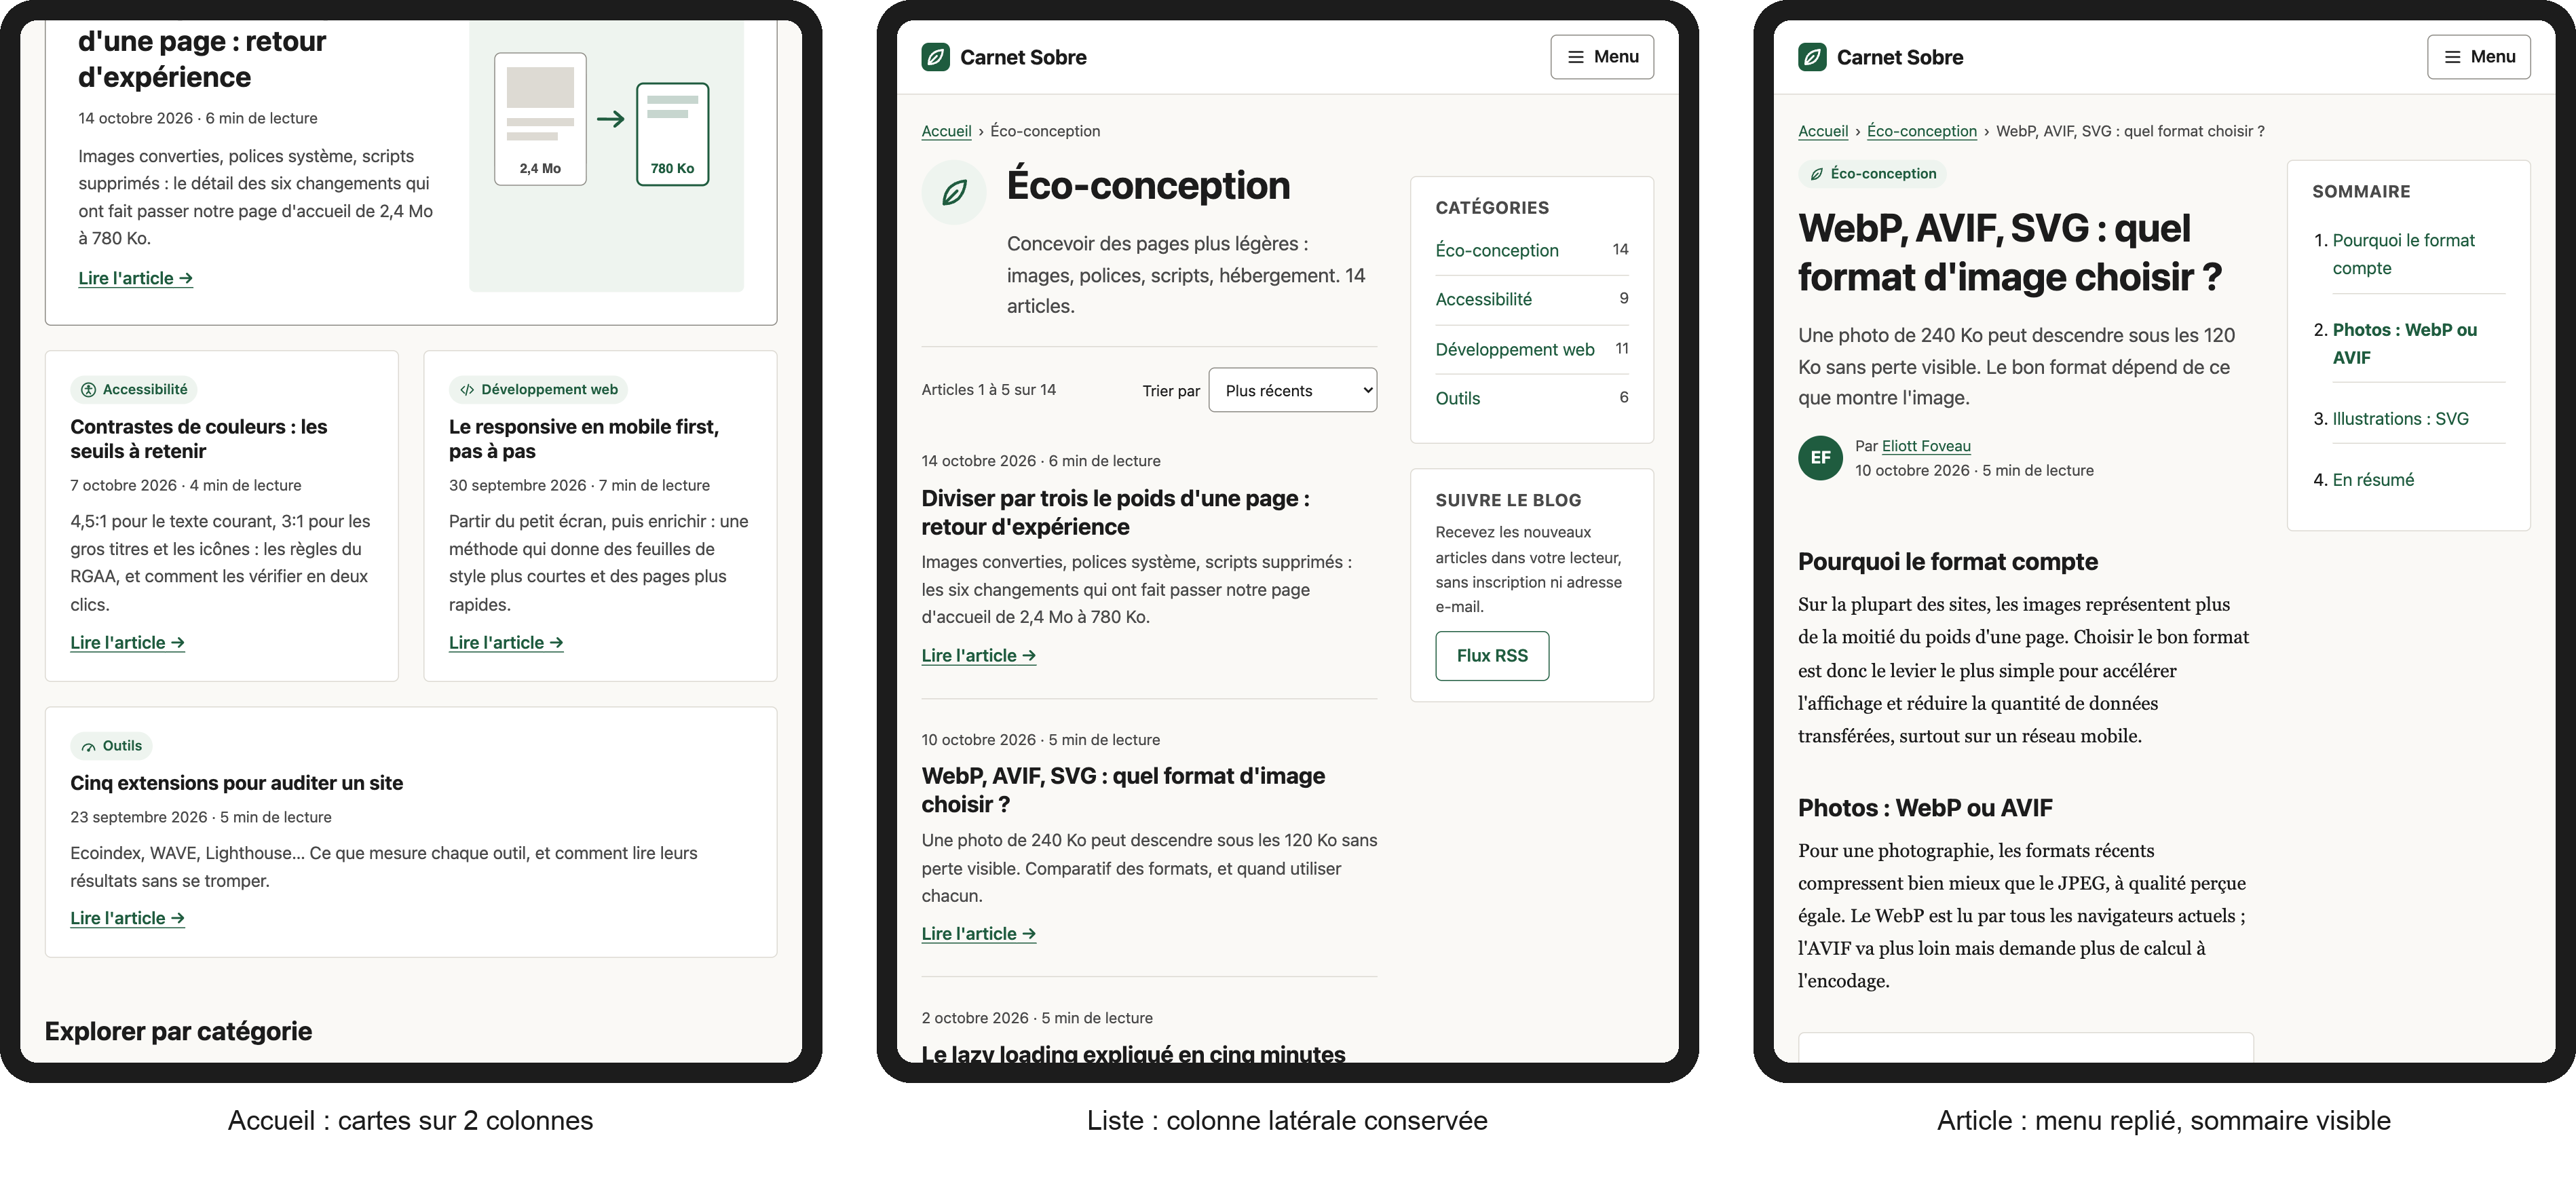 d'une page : retour
d'expérience
14 octobre 2026 · 6 min de lecture
Images converties, polices système, scripts
supprimés : le détail des six changements qui
ont fait passer notre page d'accueil de 2,4 Mo
à 780 Ko.
Lire l'article →
2,4 Mo
780 Ko
Accessibilité
Contrastes de couleurs : les
seuils à retenir
7 octobre 2026 · 4 min de lecture
4,5:1 pour le texte courant, 3:1 pour les
gros titres et les icônes : les règles du
RGAA, et comment les vérifier en deux
clics.
Lire l'article →
Développement web
Le responsive en mobile first,
pas à pas
30 septembre 2026 · 7 min de lecture
Partir du petit écran, puis enrichir : une
méthode qui donne des feuilles de
style plus courtes et des pages plus
rapides.
Lire l'article →
Outils
Cinq extensions pour auditer un site
23 septembre 2026 · 5 min de lecture
Ecoindex, WAVE, Lighthouse... Ce que mesure chaque outil, et comment lire leurs
résultats sans se tromper.
Lire l'article →
Explorer par catégorie
Accueil : cartes sur 2 colonnes
Carnet Sobre
Menu
Accueil › Éco-conception
Éco-conception
Concevoir des pages plus légères :
images, polices, scripts, hébergement. 14
articles.
Articles 1 à 5 sur 14
Trier par
Plus récents
14 octobre 2026 · 6 min de lecture
Diviser par trois le poids d'une page :
retour d'expérience
Images converties, polices système, scripts supprimés :
les six changements qui ont fait passer notre page
d'accueil de 2,4 Mo à 780 Ko.
Lire l'article →
10 octobre 2026 · 5 min de lecture
WebP, AVIF, SVG : quel format d'image
choisir ?
Une photo de 240 Ko peut descendre sous les 120 Ko sans
perte visible. Comparatif des formats, et quand utiliser
chacun.
Lire l'article →
2 octobre 2026 · 5 min de lecture
Le lazy loading expliqué en cinq minutes
CATÉGORIES
Éco-conception 14
Accessibilité 9
Développement web 11
Outils 6
SUIVRE LE BLOG
Recevez les nouveaux
articles dans votre lecteur,
sans inscription ni adresse
e-mail.
Flux RSS
Liste : colonne latérale conservée
Carnet Sobre
Menu
Accueil › Éco-conception › WebP, AVIF, SVG : quel format choisir ?
Éco-conception
WebP, AVIF, SVG : quel
format d'image choisir ?
Une photo de 240 Ko peut descendre sous les 120
Ko sans perte visible. Le bon format dépend de ce
que montre l'image.
EF
Par Eliott Foveau
10 octobre 2026 · 5 min de lecture
Pourquoi le format compte
Sur la plupart des sites, les images représentent plus
de la moitié du poids d'une page. Choisir le bon format
est donc le levier le plus simple pour accélérer
l'affichage et réduire la quantité de données
transférées, surtout sur un réseau mobile.
Photos : WebP ou AVIF
Pour une photographie, les formats récents
compressent bien mieux que le JPEG, à qualité perçue
égale. Le WebP est lu par tous les navigateurs actuels ;
l'AVIF va plus loin mais demande plus de calcul à
l'encodage.
SOMMAIRE
1. Pourquoi le format
compte
2. Photos : WebP ou
AVIF
3. Illustrations : SVG
4. En résumé
Article : menu replié, sommaire visible